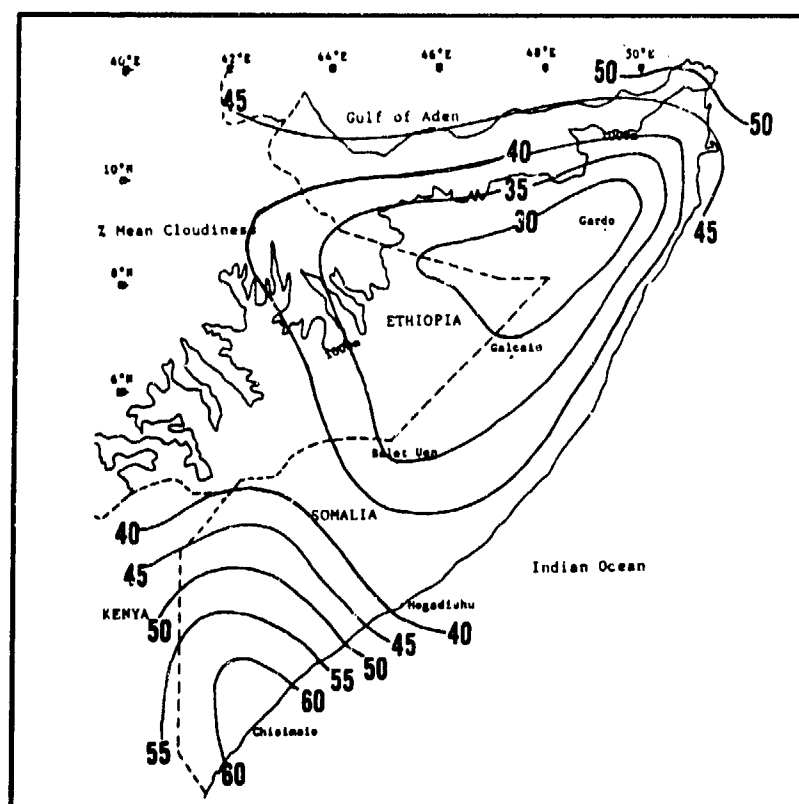 40°E 42°E 44°E 46°E 48°E 50°E
50
45
Gulf of Aden
50
1000m
40
10°N
35
30
Gardo
% Mean Cloudiness
45
8°N
ETHIOPIA
Galcaio
1000m
6°N
Belet Uen
SOMALIA
40
Indian Ocean
45
KENYA
Mogadishu
50
40
45
50
55
60
Chisimaio
55
60